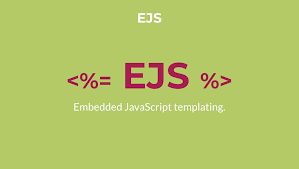 EJS
<%= EJS %>
Embedded JavaScript templating.